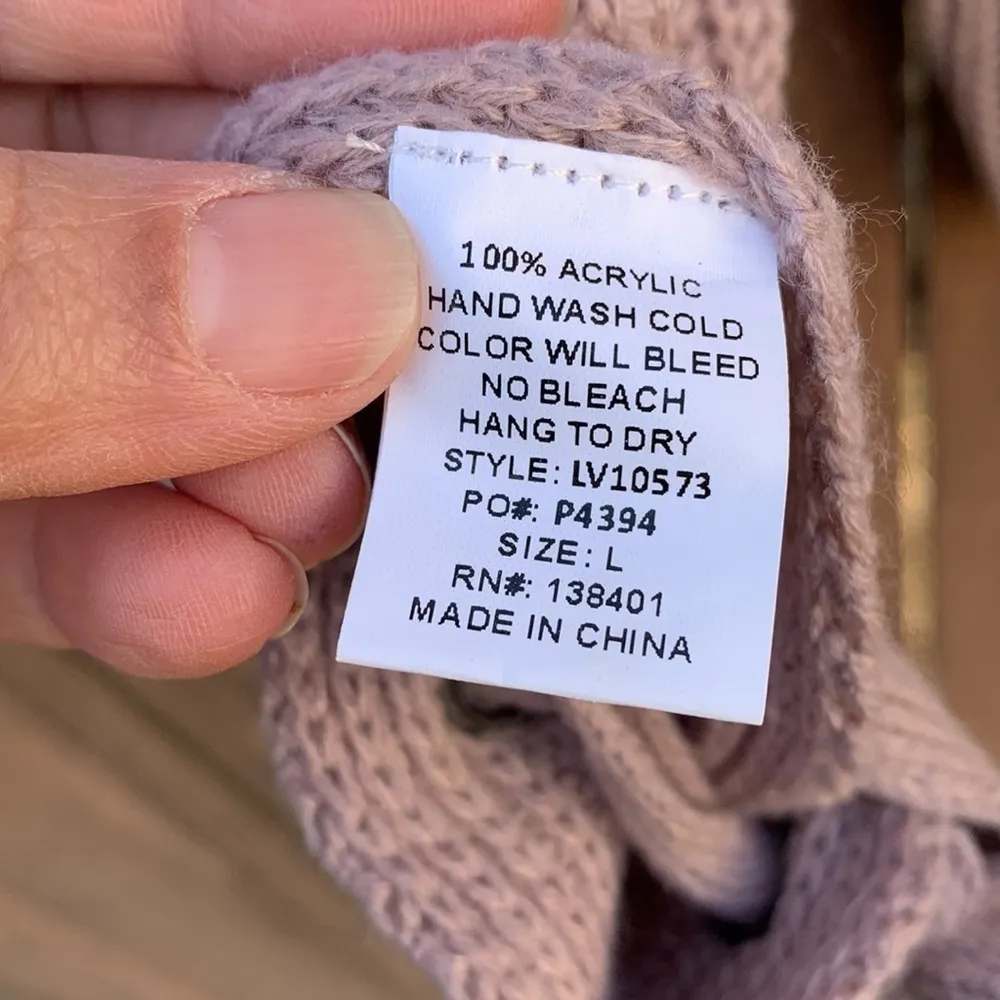 100% ACRYLIC
HAND WASH COLD
COLOR WILL BLEED
NO BLEACH
HANG TO DRY
STYLE: LV10573
PO#: P4394
SIZE: L
RN#: 138401
MADE IN CHINA